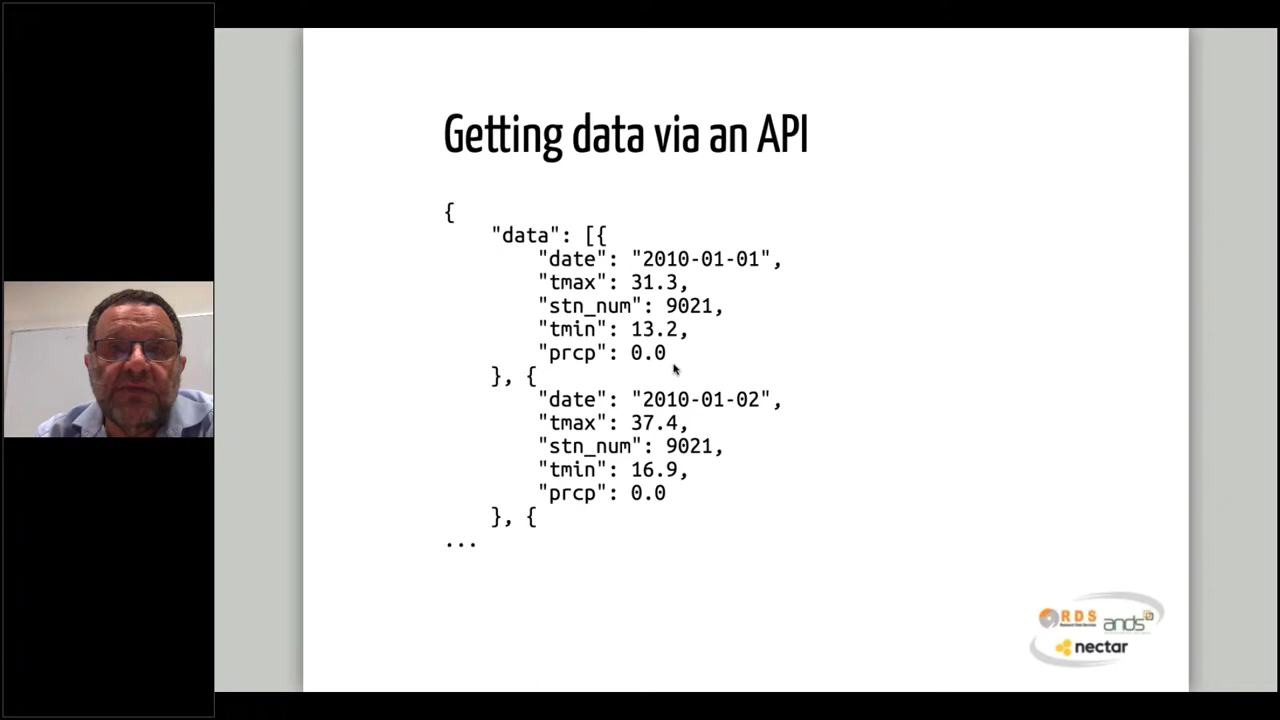 Getting data via an API
{
"data": [{
"date": "2010-01-01",
"tmax": 31.3,
"stn_num": 9021,
"tmin": 13.2,
"prcp": 0.0
}, {
"date": "2010-01-02",
"tmax": 37.4,
"stn_num": 9021,
"tmin": 16.9,
"prcp": 0.0
}, {
...
RDS
ands
nectar